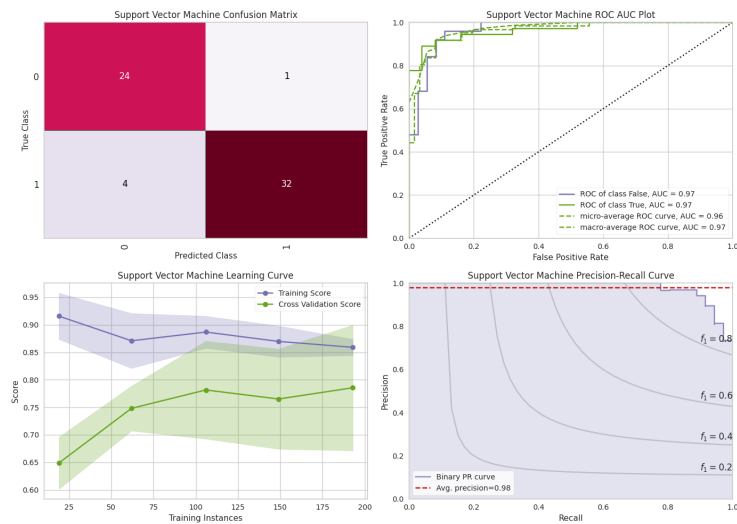 Support Vector Machine Confusion Matrix
True Class
0
1
24
1
4
32
0
1
Predicted Class
Support Vector Machine ROC AUC Plot
True Positive Rate
1.0
0.8
0.6
0.4
0.2
0.0
0.0
0.2
0.4
0.6
0.8
1.0
False Positive Rate
ROC of class False, AUC = 0.97
ROC of class True, AUC = 0.97
micro-average ROC curve, AUC = 0.96
macro-average ROC curve, AUC = 0.97
Support Vector Machine Learning Curve
Training Score
Cross Validation Score
Score
0.95
0.90
0.85
0.80
0.75
0.70
0.65
0.60
25
50
75
100
125
150
175
200
Training Instances
Support Vector Machine Precision-Recall Curve
Precision
1.0
0.8
0.6
0.4
0.2
0.0
f₁ = 0.8
f₁ = 0.6
f₁ = 0.4
f₁ = 0.2
Binary PR curve
Avg. precision=0.98
0.0
0.2
0.4
0.6
0.8
1.0
Recall